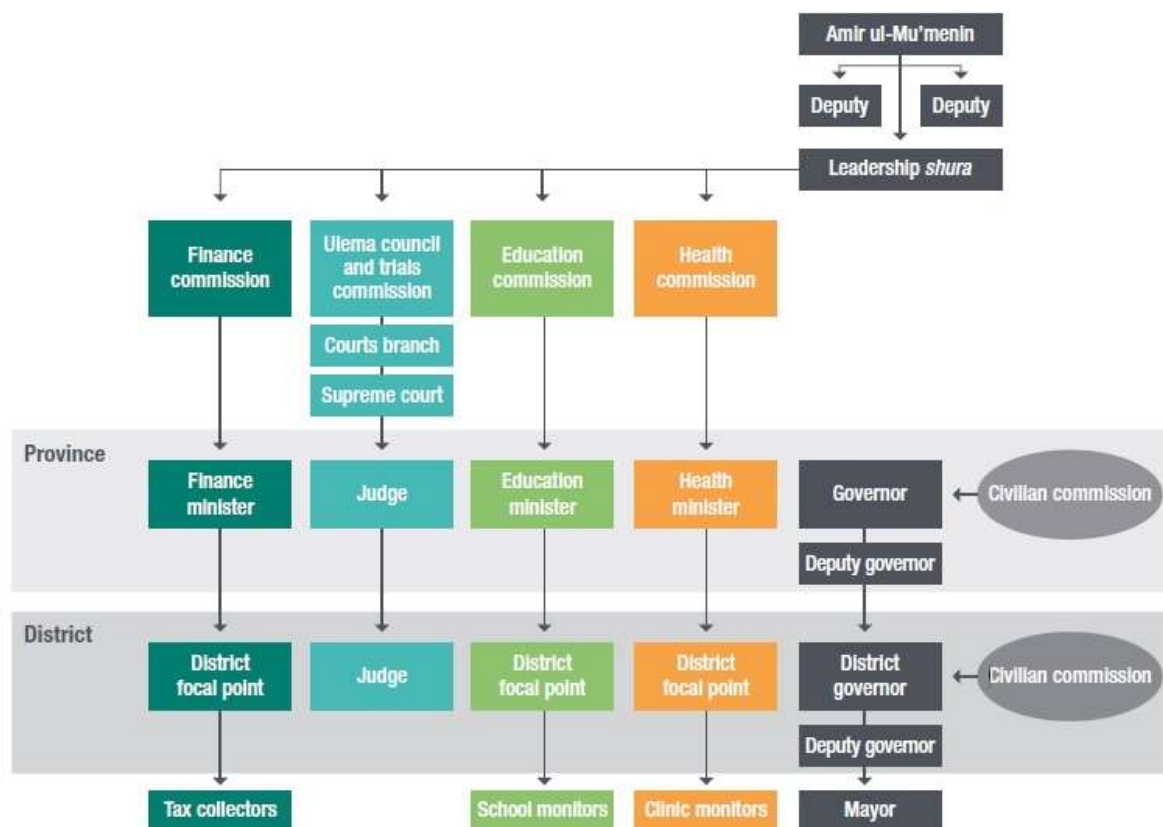 Amir ul-Mu'menin
Deputy
Deputy
Leadership shura
Finance
commission
Ulema council
and trials
commission
Education
commission
Health
commission
Courts branch
Supreme court
Province
Finance
minister
Judge
Education
minister
Health
minister
Governor
Civilian commission
Deputy governor
District
District
focal point
Judge
District
focal point
District
focal point
District
governor
Civilian commission
Deputy governor
Tax collectors
School monitors
Clinic monitors
Mayor